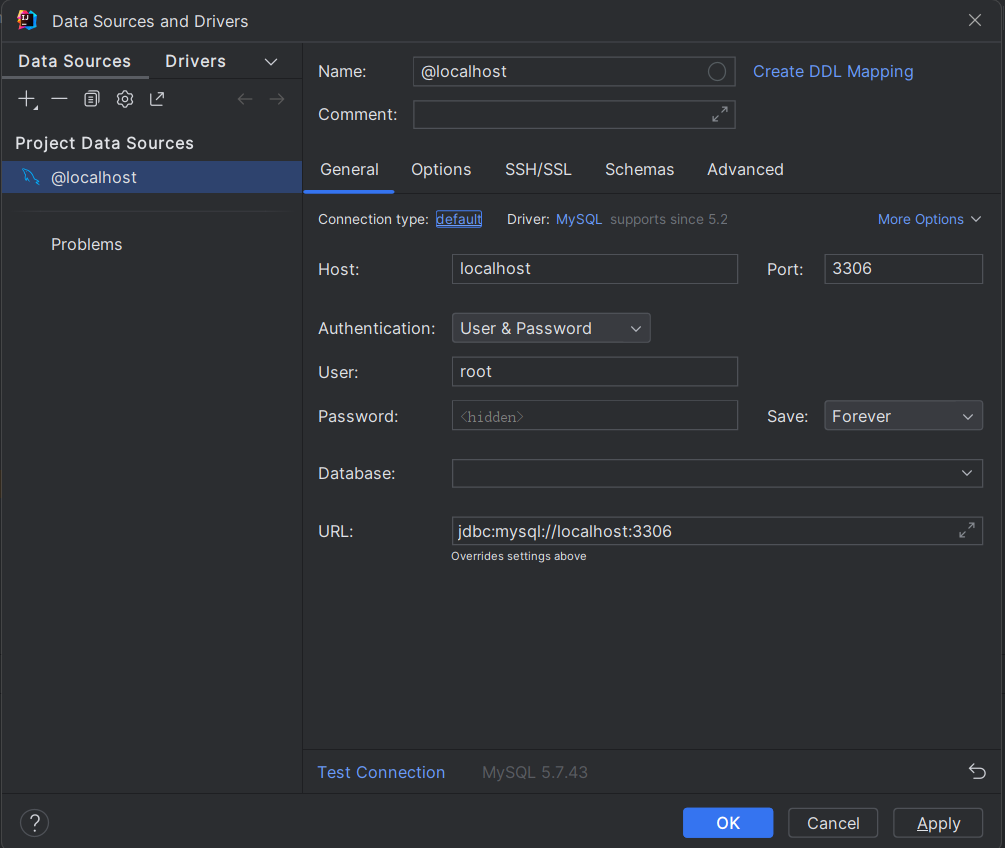 Data Sources and Drivers
Data Sources Drivers
Project Data Sources
@localhost
Problems
Name: @localhost Create DDL Mapping
Comment:
General Options SSH/SSL Schemas Advanced
Connection type: default Driver: MySQL supports since 5.2 More Options
Host: localhost Port: 3306
Authentication: User & Password
User: root
Password: <hidden> Save: Forever
Database:
URL: jdbc:mysql://localhost:3306
Overrides settings above
Test Connection MySQL 5.7.43
? OK Cancel Apply